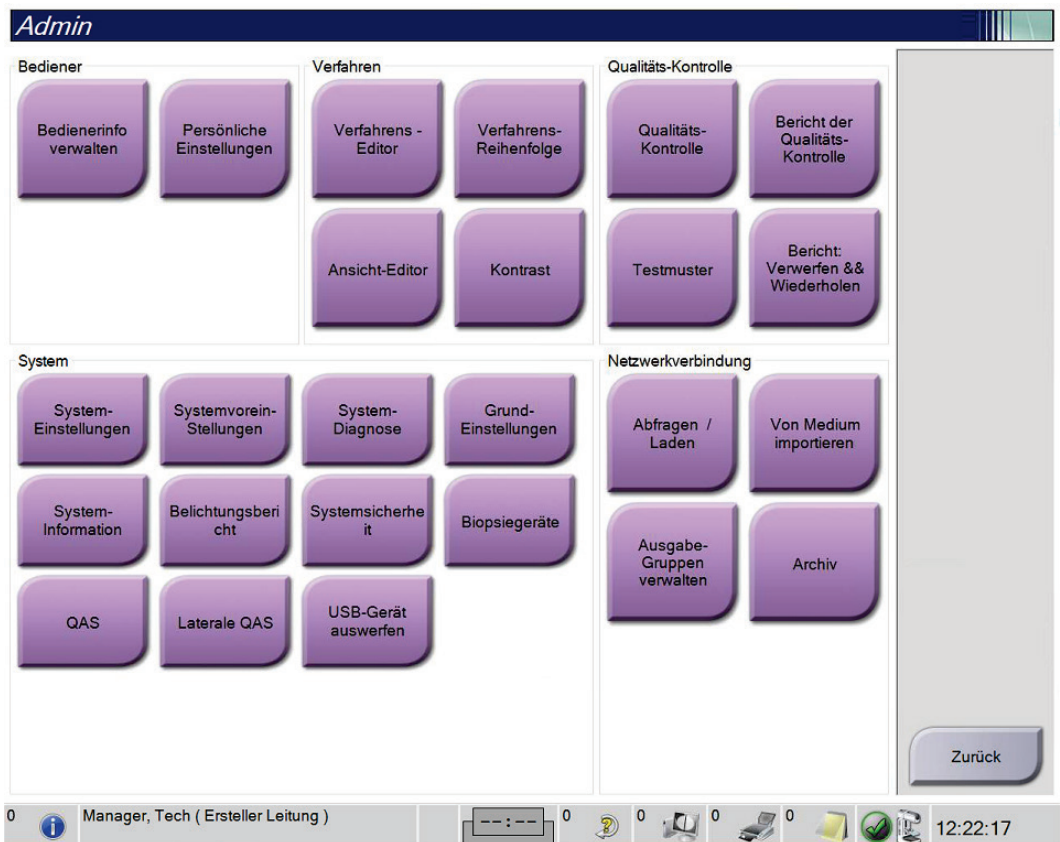 Admin
Bediener
Bedienerinfo
verwalten
Persönliche
Einstellungen
Verfahren
Verfahrens -
Editor
Verfahrens-
Reihenfolge
Ansicht-Editor
Kontrast
Qualitäts-Kontrolle
Qualitäts-
Kontrolle
Bericht der
Qualitäts-
Kontrolle
Testmuster
Bericht:
Verwerfen &&
Wiederholen
System
System-
Einstellungen
Systemvorein-
Stellungen
System-
Diagnose
Grund-
Einstellungen
System-
Information
Belichtungsberi
cht
Systemsicherhe
it
Biopsiegeräte
QAS
Laterale QAS
USB-Gerät
auswerfen
Netzwerkverbindung
Abfragen / 
Laden
Von Medium
importieren
Ausgabe-
Gruppen
verwalten
Archiv
Zurück
0
Manager, Tech ( Ersteller Leitung )
--:--
0
0
0
0
12:22:17